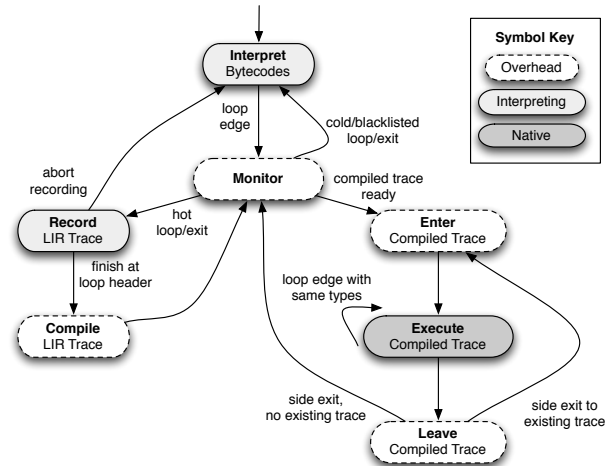 Symbol Key
Overhead
Interpreting
Native
Interpret
Bytecodes
loop
edge
cold/blacklisted
loop/exit
abort
recording
Monitor
compiled trace
ready
Record
LIR Trace
hot
loop/exit
Enter
Compiled Trace
finish at
loop header
loop edge with
same types
Compile
LIR Trace
Execute
Compiled Trace
side exit,
no existing trace
side exit to
existing trace
Leave
Compiled Trace